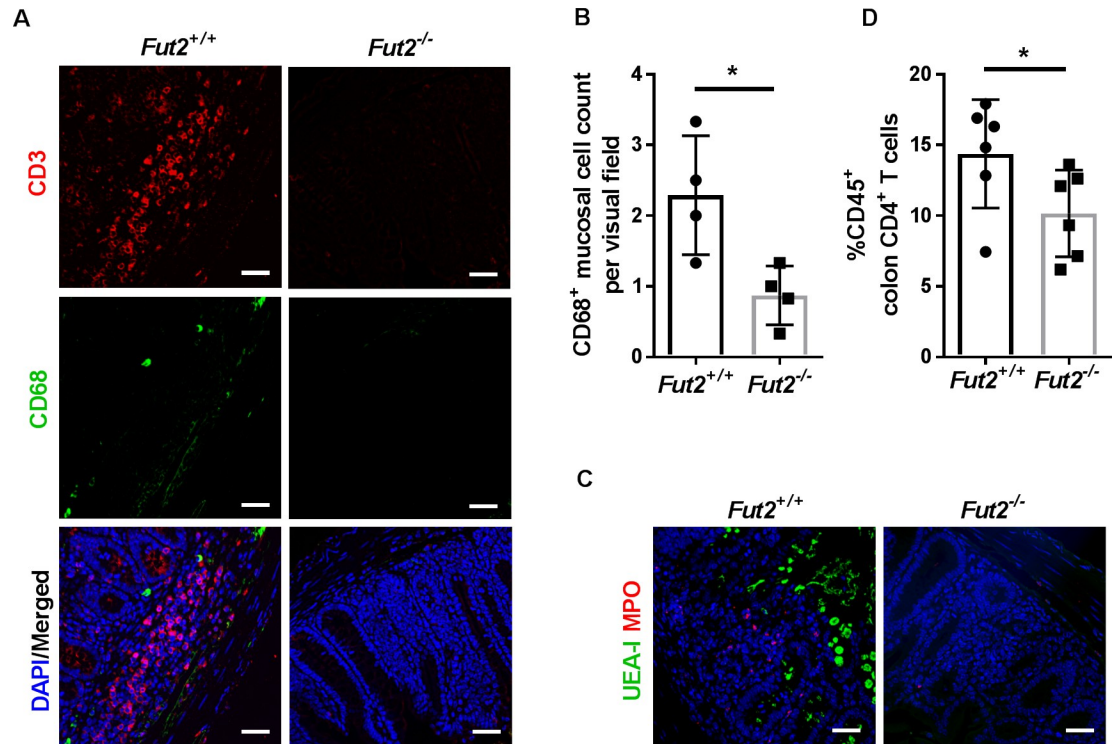 A
Fut2+/+ Fut2-/-
CD3
CD68
DAPI/Merged
B
CD68+ mucosal cell count
per visual field
4
3
2
1
0
*
Fut2+/+ Fut2-/-
D
%CD45+
colon CD4+ T cells
20
15
10
5
0
*
Fut2+/+ Fut2-/-
C
Fut2+/+ Fut2-/-
UEA-I MPO